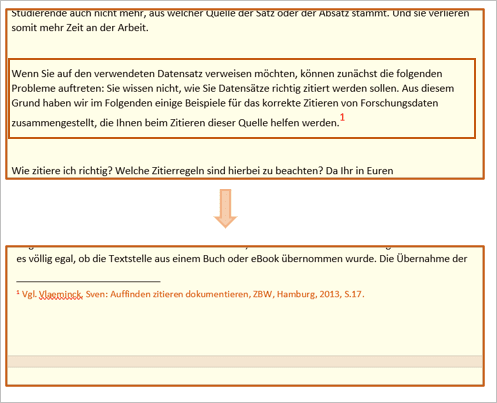 Studierende auch nicht mehr, aus welcher Quelle der Satz oder der Absatz stammt. Und sie verlieren
somit mehr Zeit an der Arbeit.
Wenn Sie auf den verwendeten Datensatz verweisen möchten, können zunächst die folgenden
Probleme auftreten: Sie wissen nicht, wie Sie Datensätze richtig zitiert werden sollen. Aus diesem
Grund haben wir im Folgenden einige Beispiele für das korrekte Zitieren von Forschungsdaten
zusammengestellt, die Ihnen beim Zitieren dieser Quelle helfen werden.¹
Wie zitiere ich richtig? Welche Zitierregeln sind hierbei zu beachten? Da Ihr in Euren
es völlig egal, ob die Textstelle aus einem Buch oder eBook übernommen wurde. Die Übernahme der
¹ Vgl. Vlaeminck, Sven: Auffinden zitieren dokumentieren, ZBW, Hamburg, 2013, S.17.